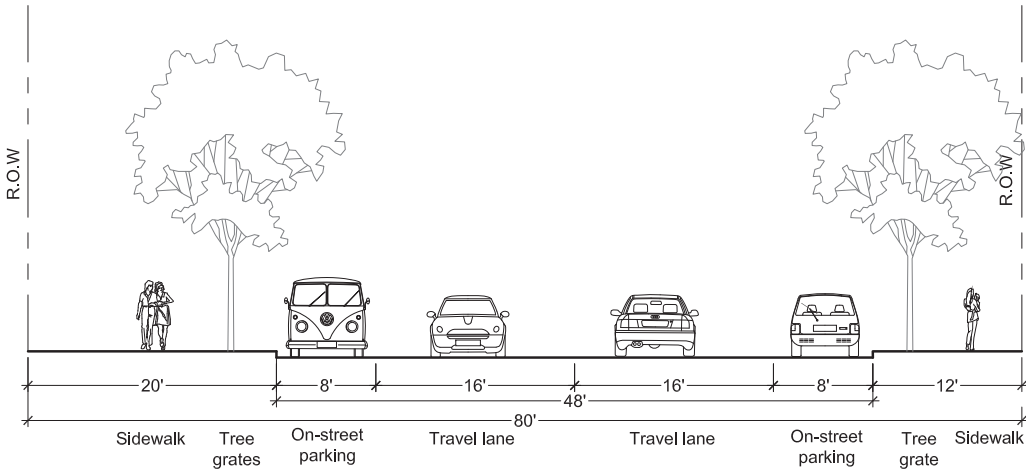 R.O.W
R.O.W
20' 8' 16' 16' 8' 12'
48'
80'
Sidewalk
Tree
grates
On-street
parking
Travel lane
Travel lane
On-street
parking
Tree
grate
Sidewalk